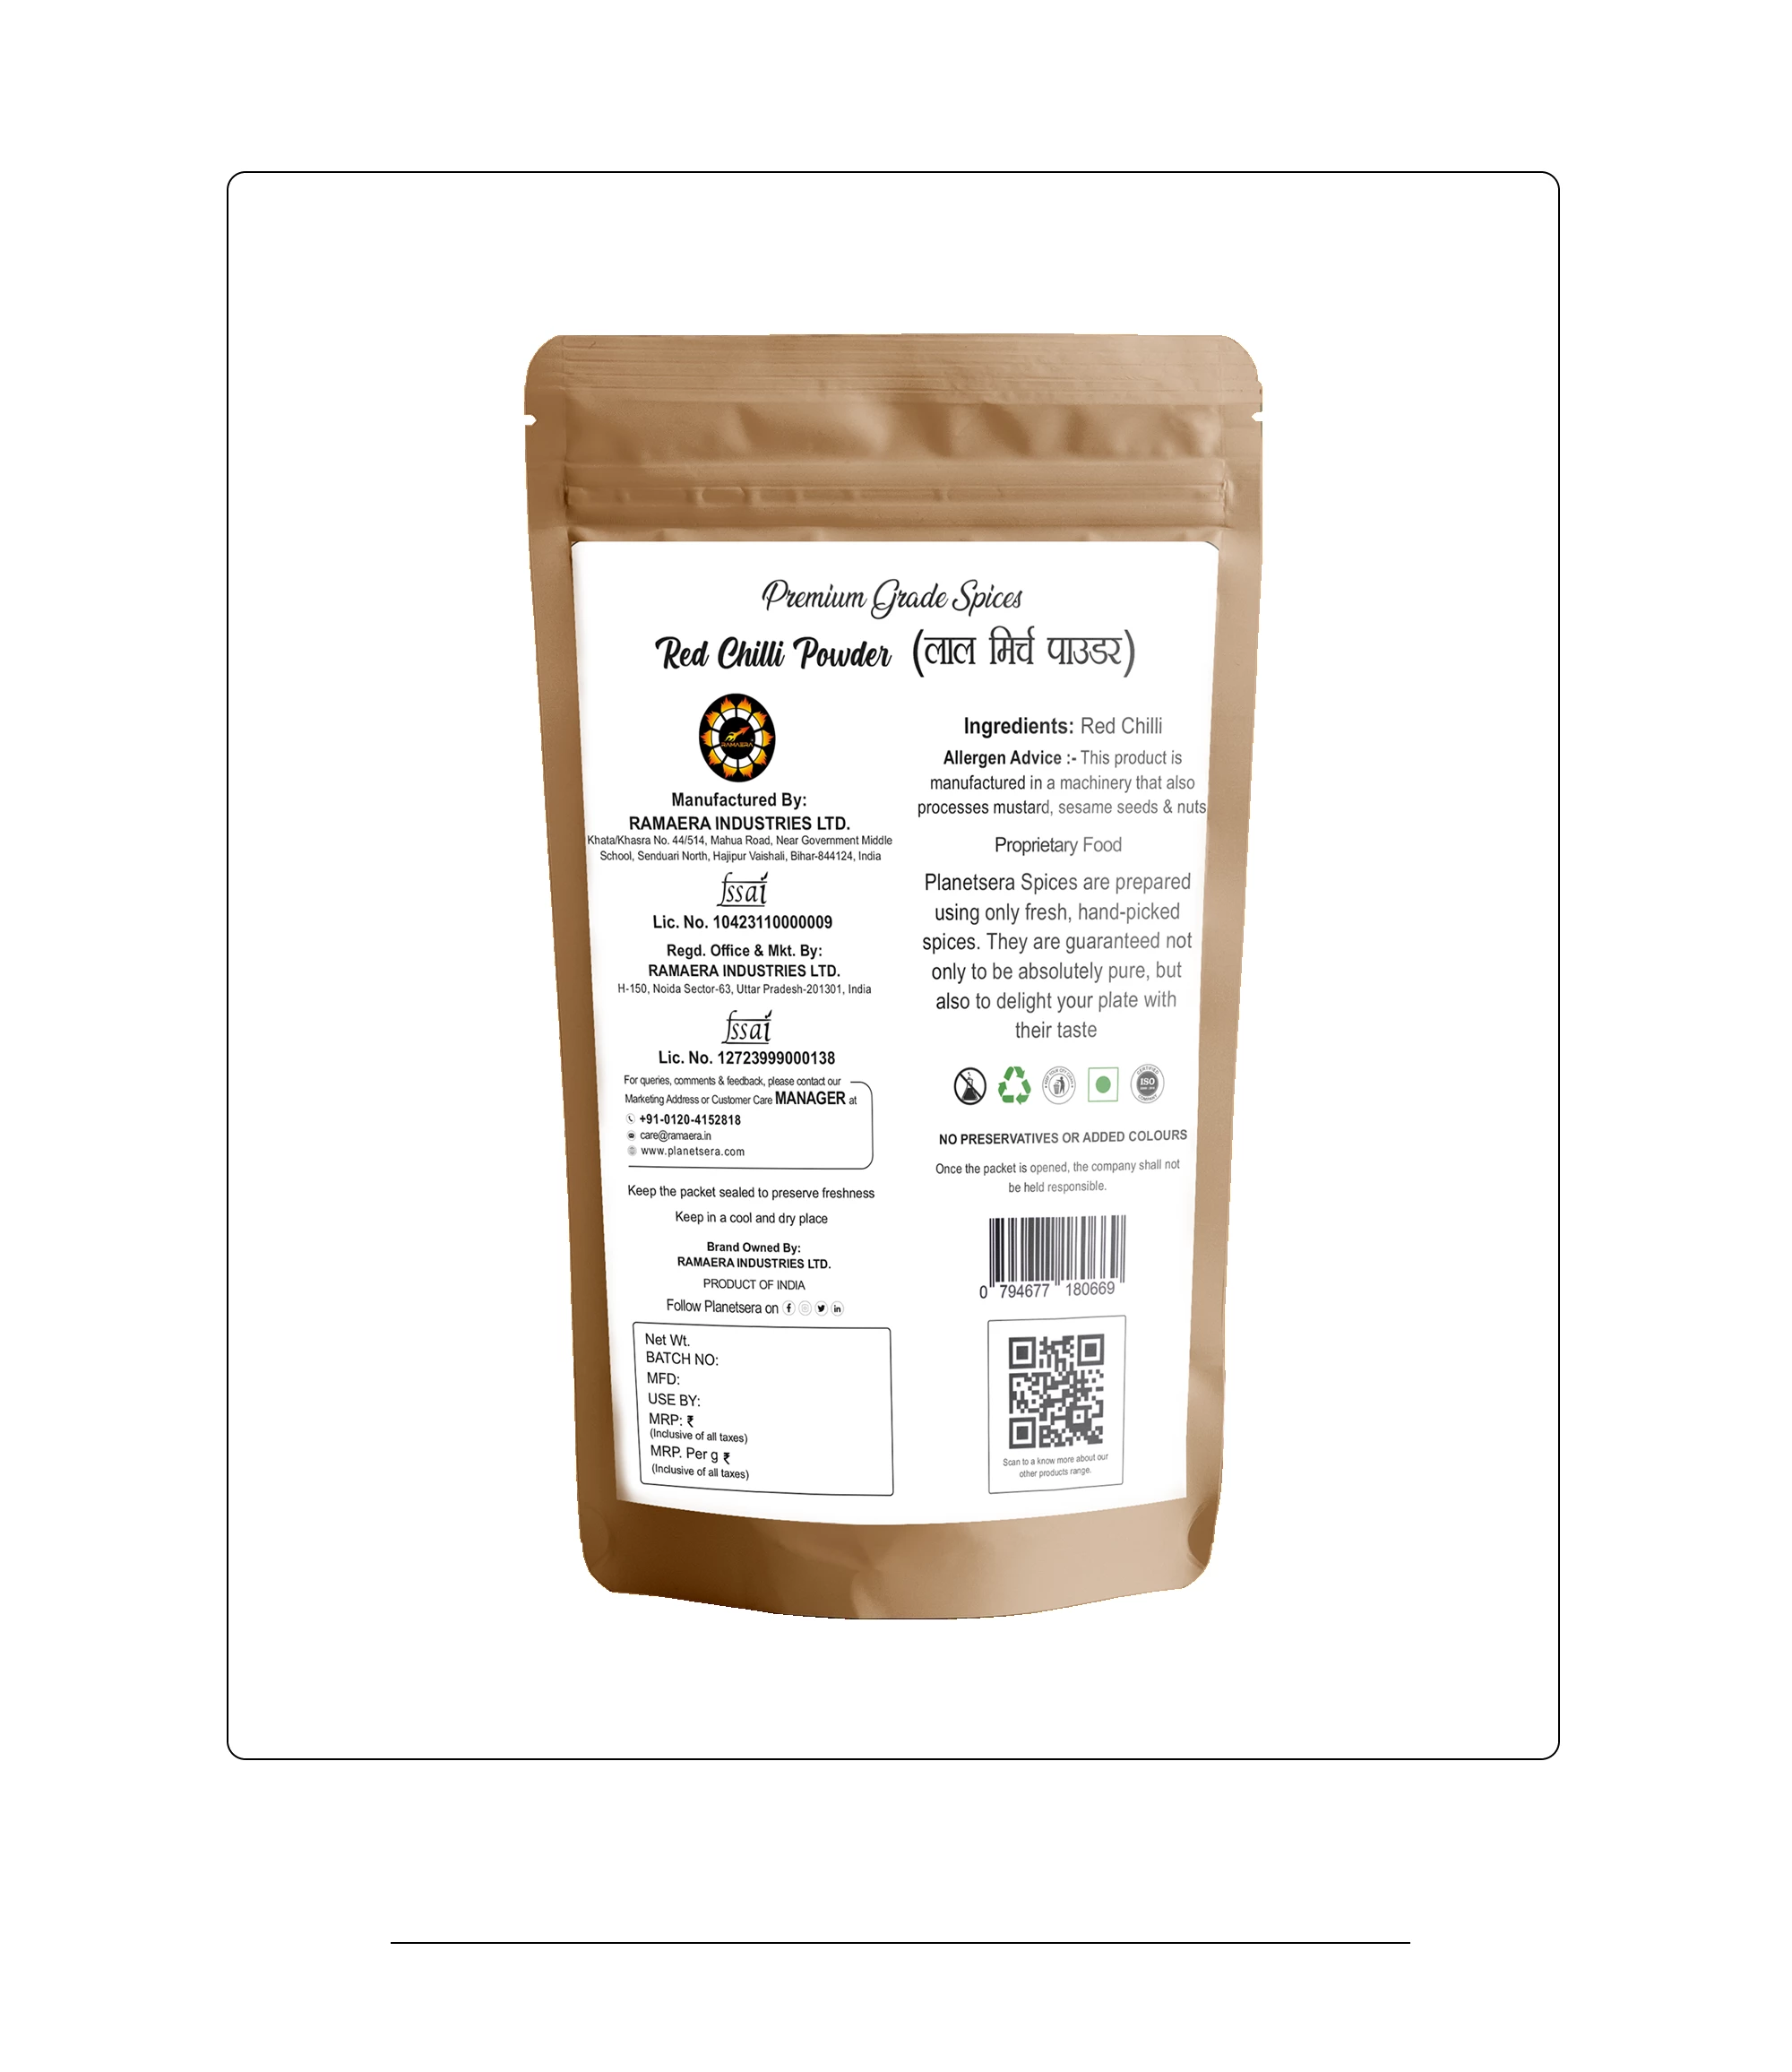 Premium Grade Spices
Red Chilli Powder (लाल मिर्च पाउडर)
RAMAERA
Manufactured By:
RAMAERA INDUSTRIES LTD.
Khata/Khasra No. 44/514, Mahua Road, Near Government Middle
School, Senduari North, Hajipur Vaishali, Bihar-844124, India
fssai
Lic. No. 10423110000009
Regd. Office & Mkt. By:
RAMAERA INDUSTRIES LTD.
H-150, Noida Sector-63, Uttar Pradesh-201301, India
fssai
Lic. No. 12723999000138
For queries, comments & feedback, please contact our
Marketing Address or Customer Care MANAGER at
+91-0120-4152818
care@ramaera.in
www.planetsera.com
Keep the packet sealed to preserve freshness
Keep in a cool and dry place
Brand Owned By:
RAMAERA INDUSTRIES LTD.
PRODUCT OF INDIA
Follow Planetsera on
Net Wt.
BATCH NO:
MFD:
USE BY:
MRP: ₹
(Inclusive of all taxes)
MRP. Per g ₹
(Inclusive of all taxes)
Ingredients: Red Chilli
Allergen Advice :- This product is
manufactured in a machinery that also
processes mustard, sesame seeds & nuts
Proprietary Food
Planetsera Spices are prepared
using only fresh, hand-picked
spices. They are guaranteed not
only to be absolutely pure, but
also to delight your plate with
their taste
CERTIFIED
ISO
COMPANY
NO PRESERVATIVES OR ADDED COLOURS
Once the packet is opened, the company shall not
be held responsible.
0 794677 180669
Scan to a know more about our
other products range.